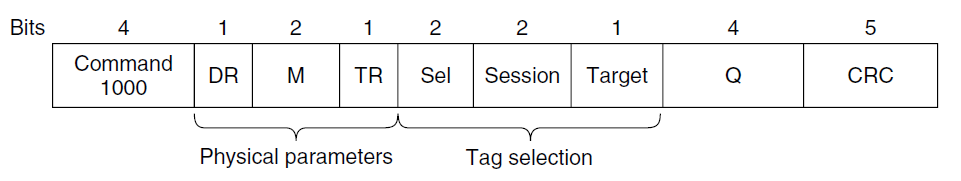 Bits 4 1 2 1 2 2 1 4 5
Command
1000
DR M TR Sel Session Target Q CRC
Physical parameters Tag selection